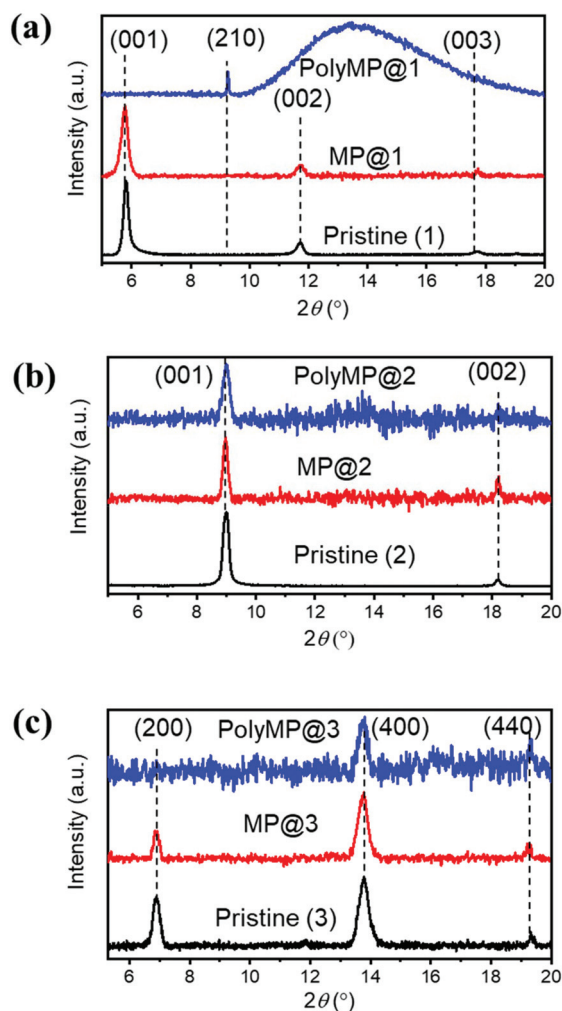 (a)
(001)
(210)
PolyMP@1
(003)
(002)
MP@1
Pristine (1)
Intensity (a.u.)
6 8 10 12 14 16 18 20
2θ (°)
(b)
(001)
PolyMP@2
(002)
MP@2
Pristine (2)
Intensity (a.u.)
6 8 10 12 14 16 18 20
2θ (°)
(c)
(200)
PolyMP@3
(400)
(440)
MP@3
Pristine (3)
Intensity (a.u.)
6 8 10 12 14 16 18 20
2θ (°)